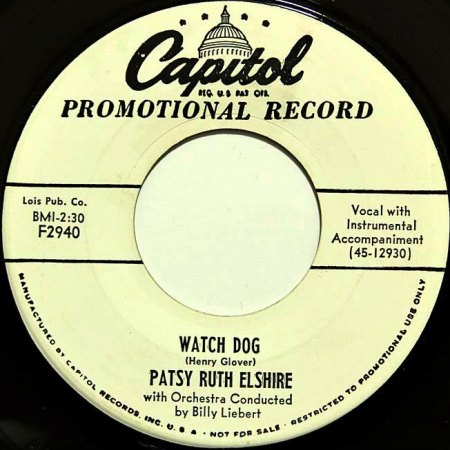 Capitol
REG. U.S. PAT. OFF.
PROMOTIONAL RECORD
Lois Pub. Co.
BMI-2:30
F2940
Vocal with
Instrumental
Accompaniment
(45-12930)
WATCH DOG
(Henry Glover)
PATSY RUTH ELSHIRE
with Orchestra Conducted
by Billy Liebert
MANUFACTURED BY CAPITOL RECORDS, INC. U.S.A. • NOT FOR SALE • RESTRICTED TO PROMOTIONAL USE ONLY